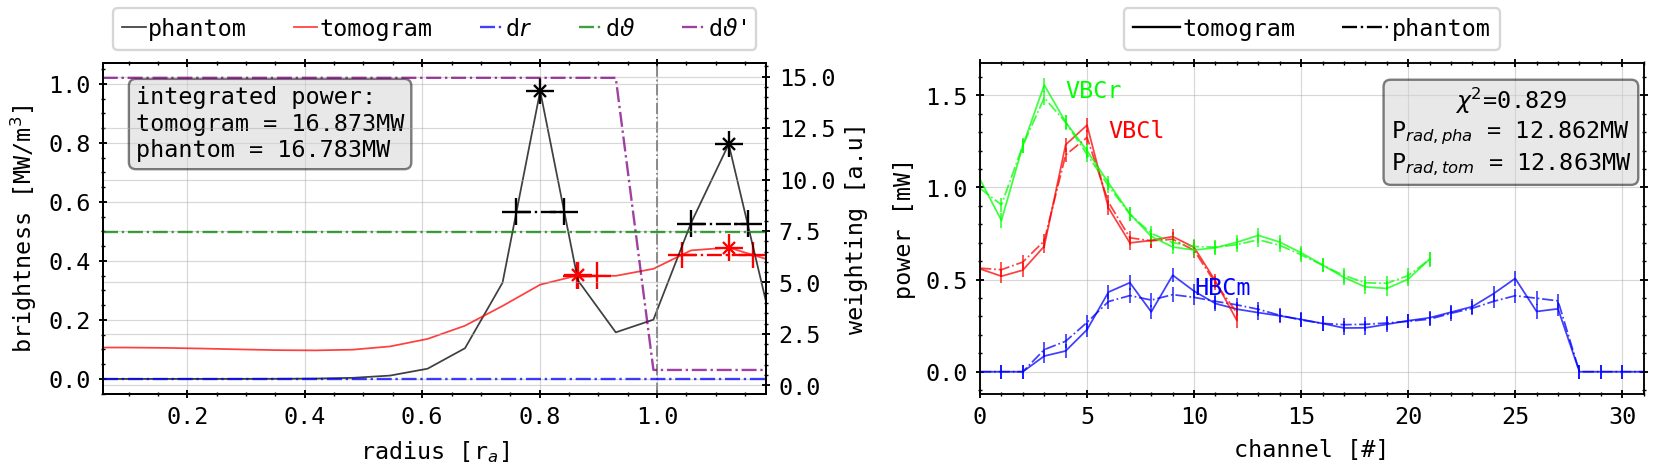 phantom tomogram dr dϑ dϑ'
integrated power:
tomogram = 16.873MW
phantom = 16.783MW
brightness [MW/m³]
1.0
0.8
0.6
0.4
0.2
0.0
15.0
12.5
10.0
7.5
5.0
2.5
0.0
weighting [a.u]
0.2 0.4 0.6 0.8 1.0
radius [rₐ]
tomogram phantom
VBCr
VBCl
HBCm
χ²=0.829
P_rad,pha = 12.862MW
P_rad,tom = 12.863MW
power [mW]
1.5
1.0
0.5
0.0
0 5 10 15 20 25 30
channel [#]